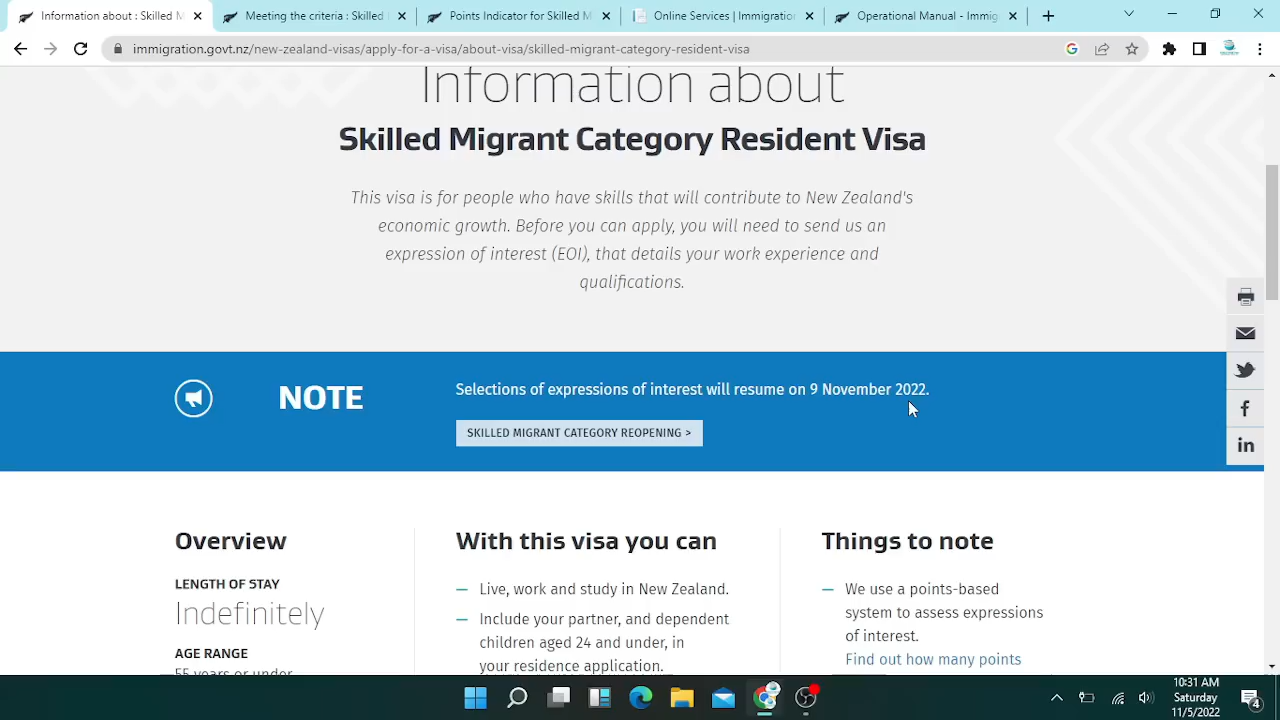 Information about : Skilled M
Meeting the criteria : Skilled
Points Indicator for Skilled M
Online Services | Immigration
Operational Manual - Immig
immigration.govt.nz/new-zealand-visas/apply-for-a-visa/about-visa/skilled-migrant-category-resident-visa
Information about
Skilled Migrant Category Resident Visa
This visa is for people who have skills that will contribute to New Zealand's
economic growth. Before you can apply, you will need to send us an
expression of interest (EOI), that details your work experience and
qualifications.
NOTE
Selections of expressions of interest will resume on 9 November 2022.
SKILLED MIGRANT CATEGORY REOPENING >
Overview
LENGTH OF STAY
Indefinitely
AGE RANGE
55 years or under
With this visa you can
Live, work and study in New Zealand.
Include your partner, and dependent
children aged 24 and under, in
your residence application.
Things to note
We use a points-based
system to assess expressions
of interest.
Find out how many points
10:31 AM
Saturday
11/5/2022
4